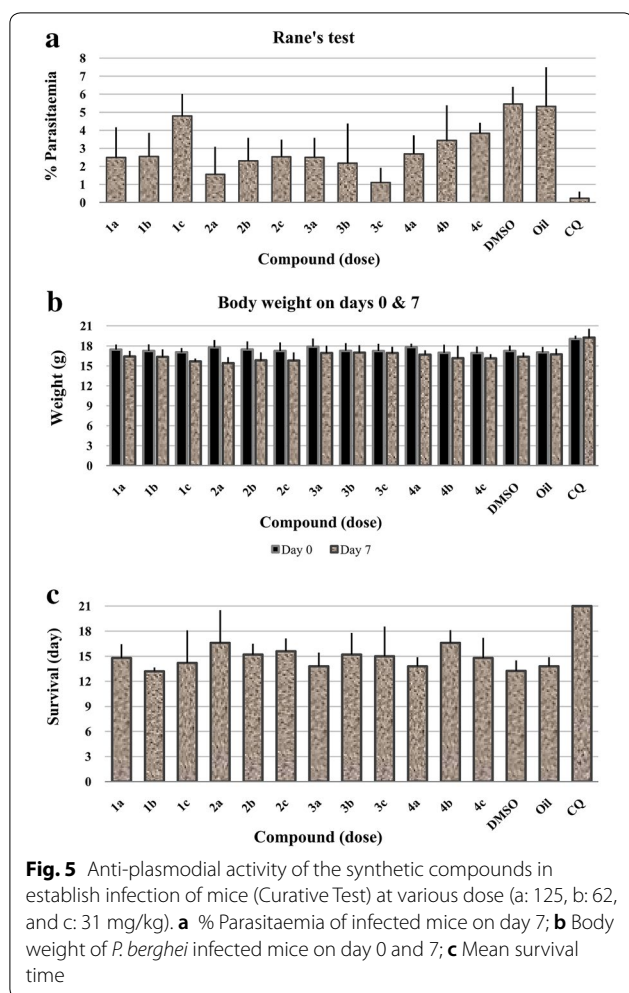 a
Rane's test
% Parasitaemia
8
7
6
5
4
3
2
1
0
1a 1b 1c 2a 2b 2c 3a 3b 3c 4a 4b 4c DMSO Oil CQ
Compound (dose)
b
Body weight on days 0 & 7
Weight (g)
21
18
15
12
9
6
3
0
1a 1b 1c 2a 2b 2c 3a 3b 3c 4a 4b 4c DMSO Oil CQ
Compound (dose)
Day 0 Day 7
c
Survival (day)
21
18
15
12
9
6
3
0
1a 1b 1c 2a 2b 2c 3a 3b 3c 4a 4b 4c DMSO Oil CQ
Compound (dose)
Fig. 5 Anti-plasmodial activity of the synthetic compounds in
establish infection of mice (Curative Test) at various dose (a: 125, b: 62,
and c: 31 mg/kg). a % Parasitaemia of infected mice on day 7; b Body
weight of P. berghei infected mice on day 0 and 7; c Mean survival
time